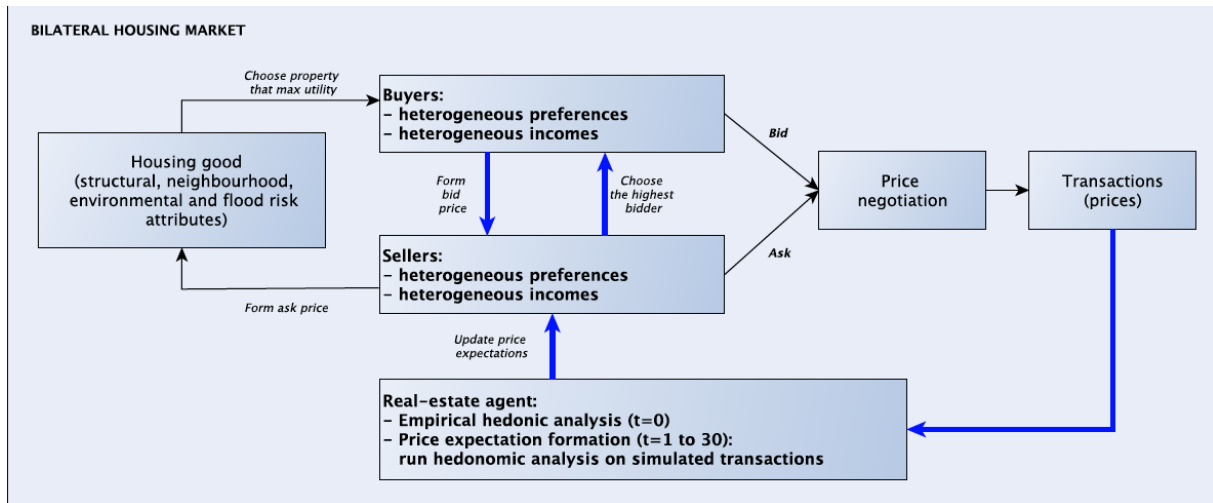 BILATERAL HOUSING MARKET
Choose property
that max utility
Buyers:
– heterogeneous preferences
– heterogeneous incomes
Bid
Housing good
(structural, neighbourhood,
environmental and flood risk
attributes)
Form
bid
price
Choose
the highest
bidder
Price
negotiation
Transactions
(prices)
Sellers:
– heterogeneous preferences
– heterogeneous incomes
Ask
Form ask price
Update price
expectations
Real-estate agent:
– Empirical hedonic analysis (t=0)
– Price expectation formation (t=1 to 30):
run hedonomic analysis on simulated transactions